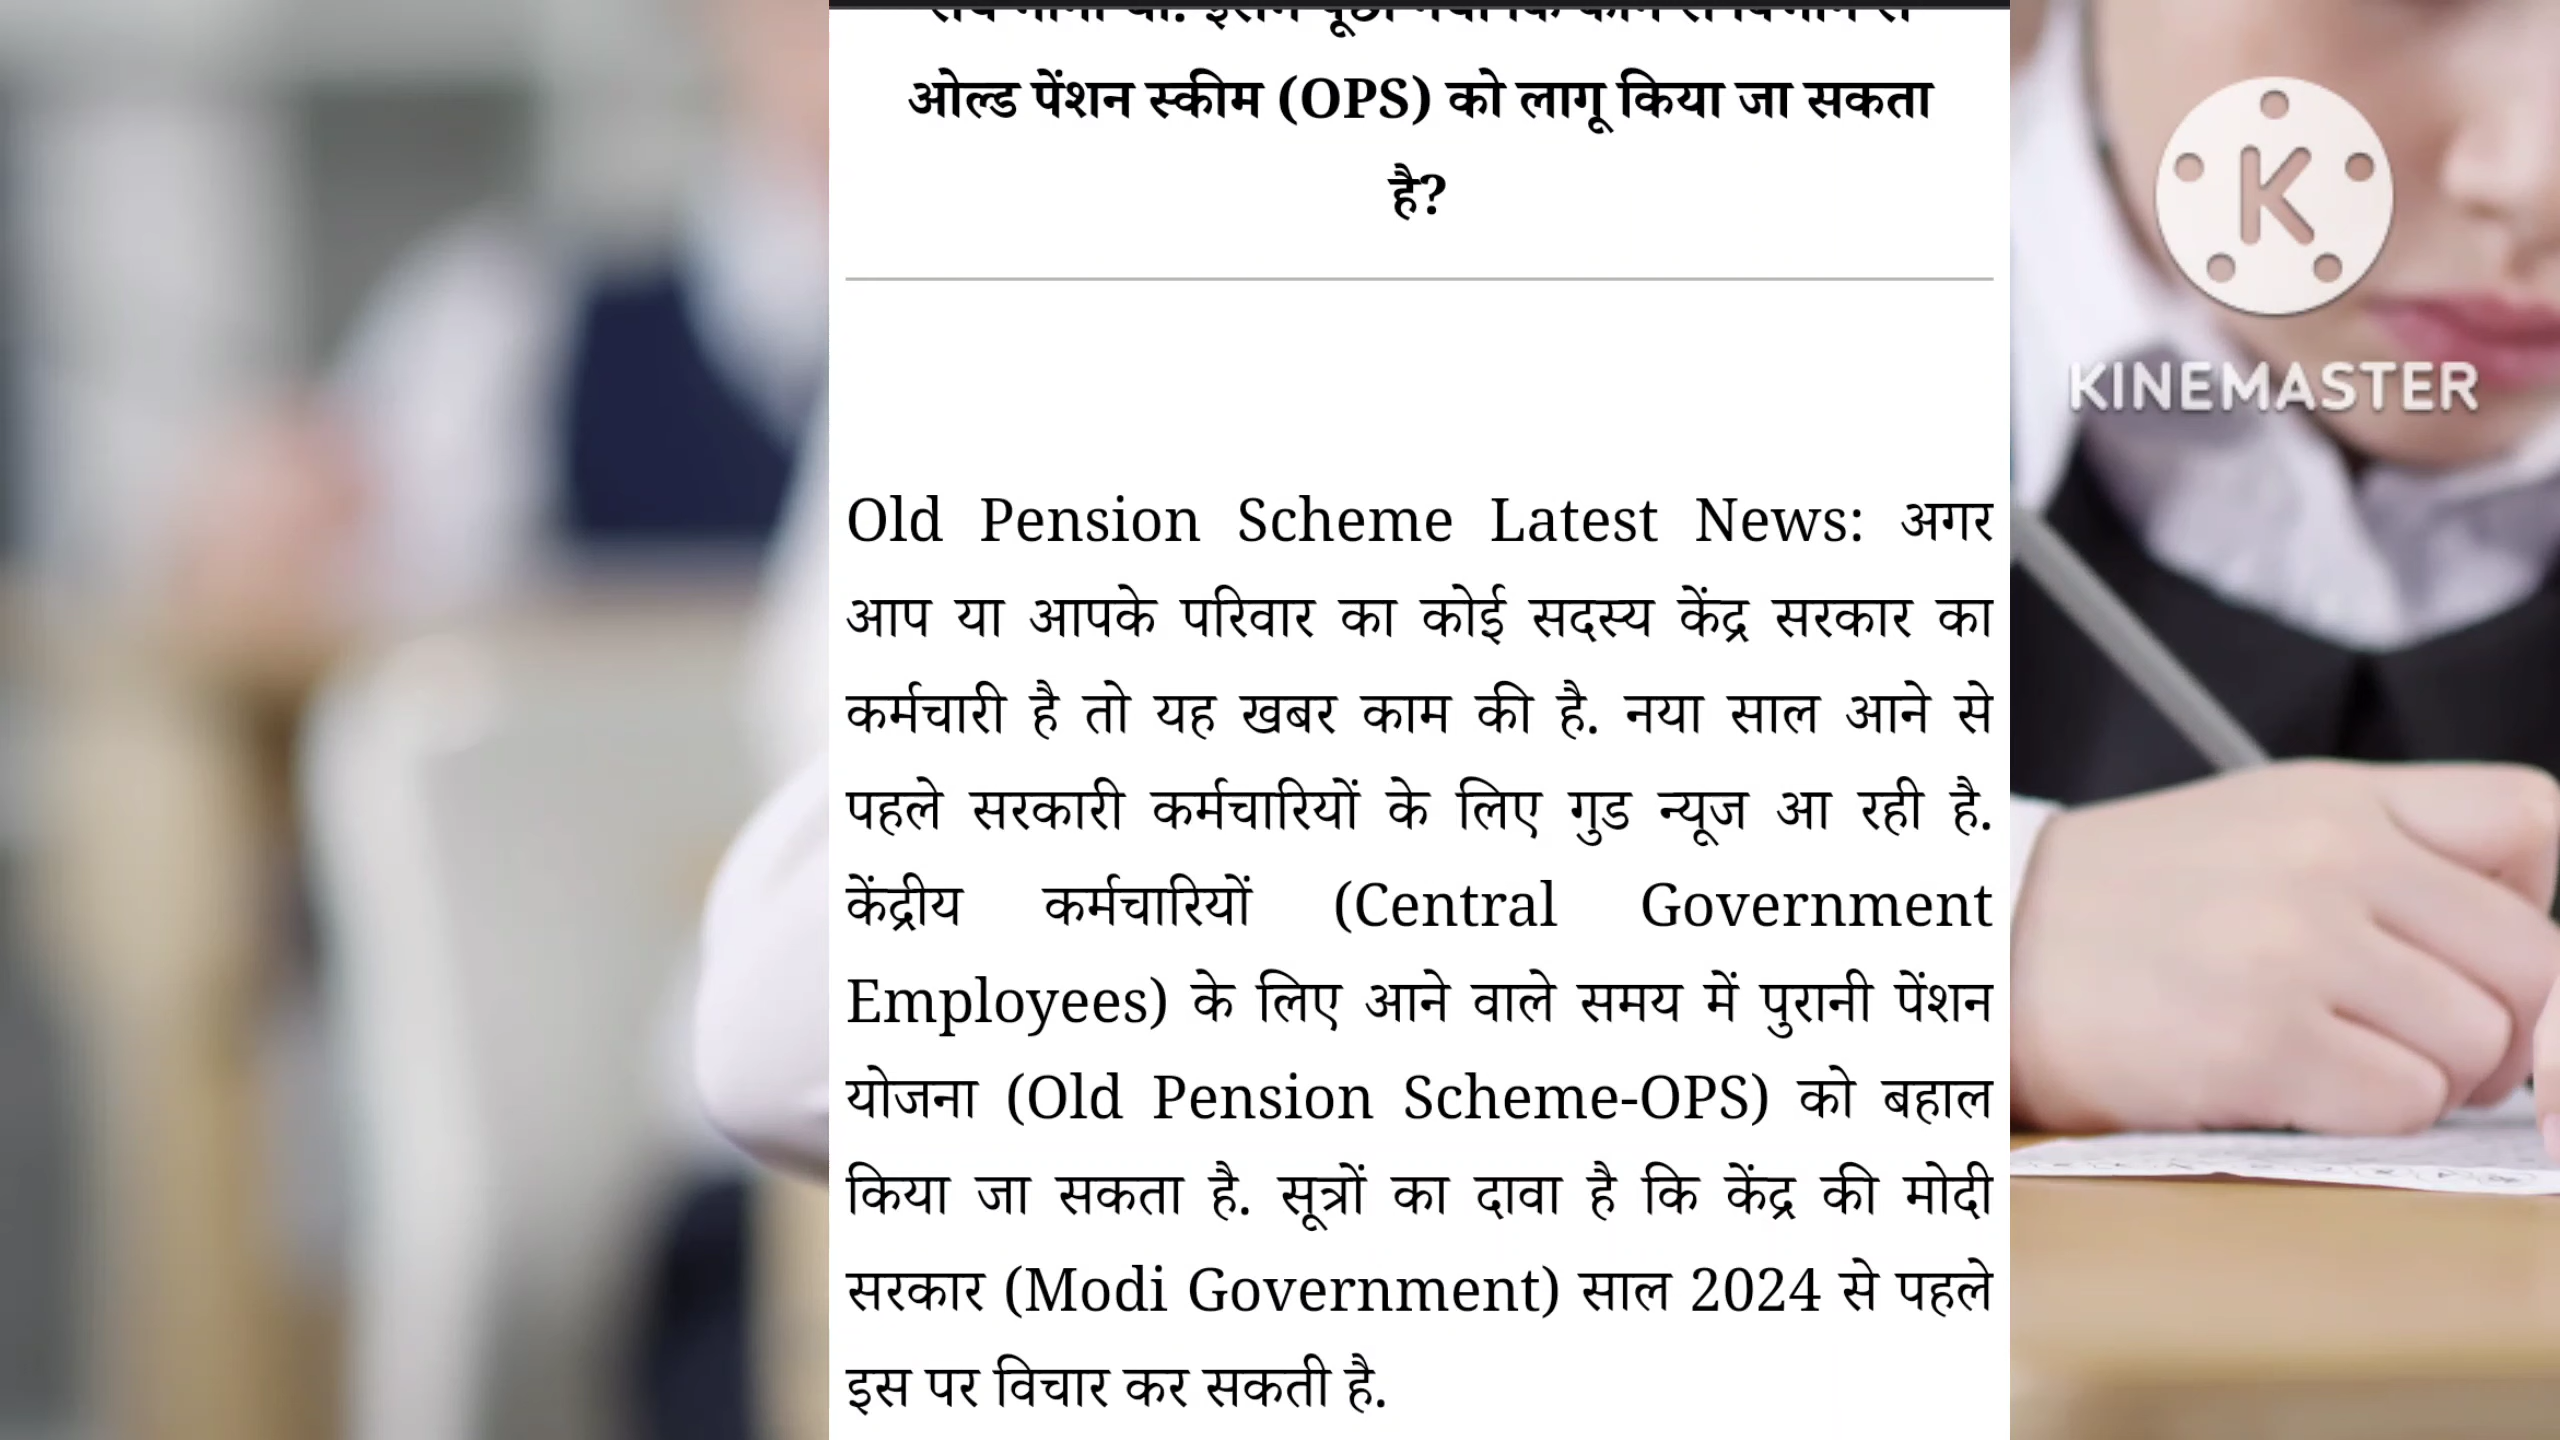 ओल्ड पेंशन स्कीम (OPS) को लागू किया जा सकता
है?
K
KINEMASTER
Old Pension Scheme Latest News: अगर
आप या आपके परिवार का कोई सदस्य केंद्र सरकार का
कर्मचारी है तो यह खबर काम की है. नया साल आने से
पहले सरकारी कर्मचारियों के लिए गुड न्यूज आ रही है.
केंद्रीय कर्मचारियों (Central Government
Employees) के लिए आने वाले समय में पुरानी पेंशन
योजना (Old Pension Scheme-OPS) को बहाल
किया जा सकता है. सूत्रों का दावा है कि केंद्र की मोदी
सरकार (Modi Government) साल 2024 से पहले
इस पर विचार कर सकती है.